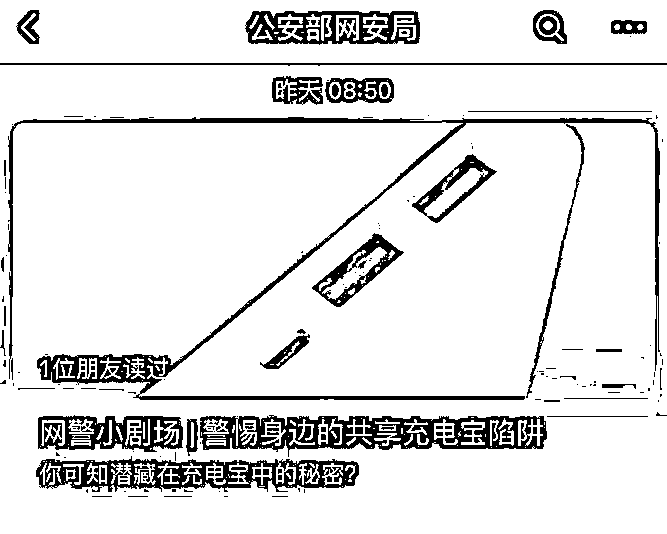 公安部网安局
昨天 08:50
1位朋友读过
网警小剧场 | 警惕身边的共享充电宝陷阱
你可知潜藏在充电宝中的秘密?